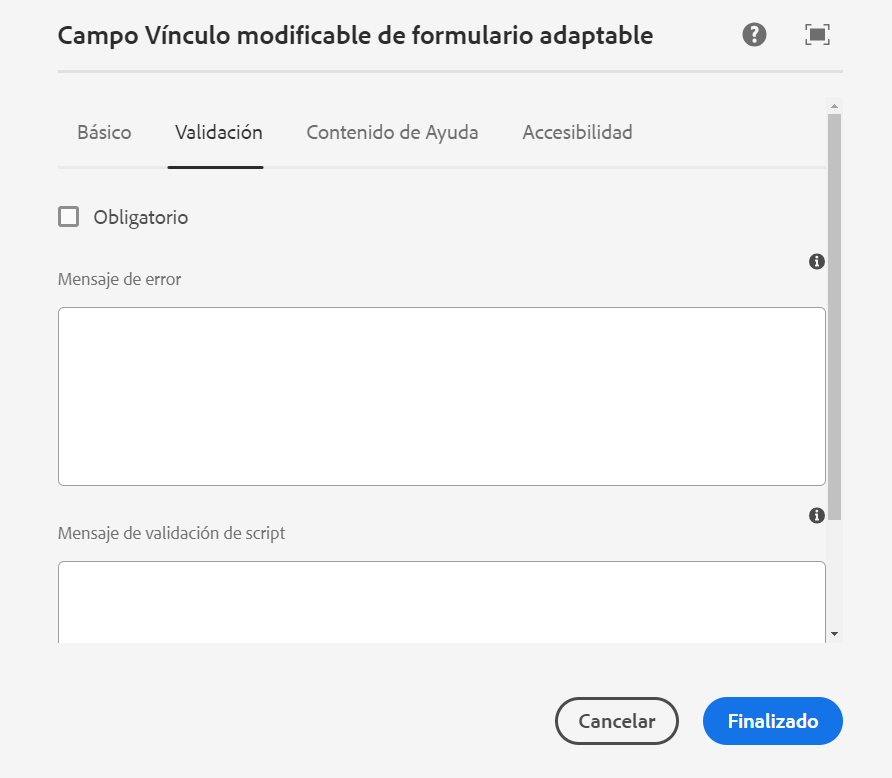 Campo Vínculo modificable de formulario adaptable
Básico Validación Contenido de Ayuda Accesibilidad
Obligatorio
Mensaje de error
Mensaje de validación de script
Cancelar Finalizado